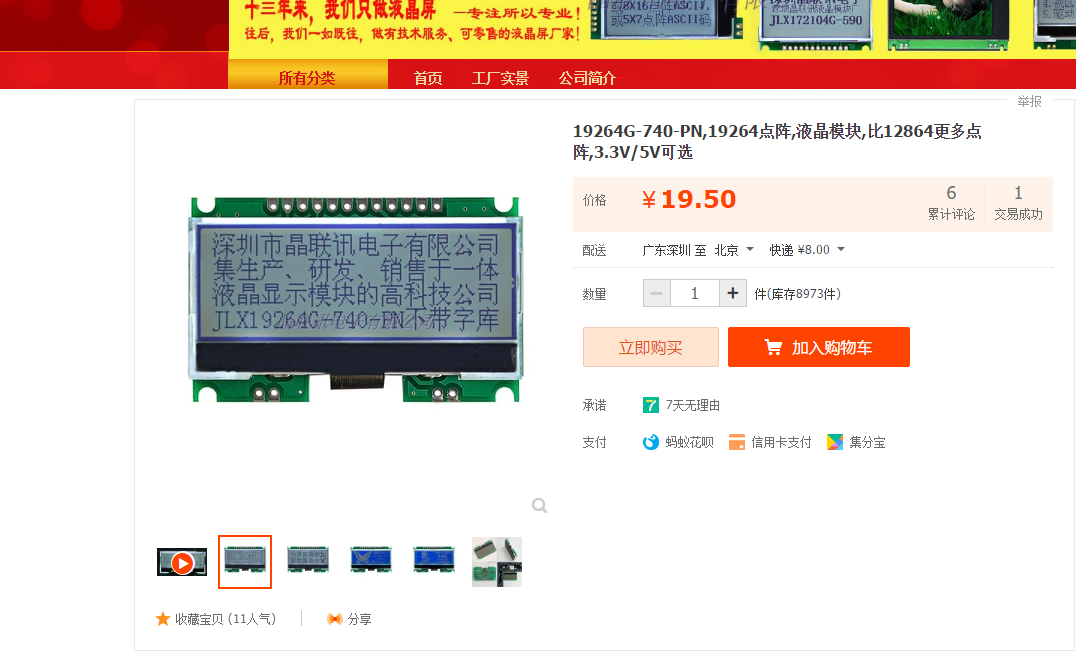 十三年来，我们只做液晶屏 —专注所以专业！
往后，我们一如既往，做有技术服务、可零售的液晶屏厂家！
或8X16点ASCII,
或5X7点阵ASCII码
JLX172104G-590
所有分类
首页
工厂实景
公司简介
举报
19264G-740-PN,19264点阵,液晶模块,比12864更多点
阵,3.3V/5V可选
价格
¥ 19.50
6
累计评论
1
交易成功
配送
广东深圳 至 北京
快递 ¥8.00
数量
1
件(库存8973件)
立即购买
加入购物车
承诺
7天无理由
支付
蚂蚁花呗
信用卡支付
集分宝
深圳市晶联讯电子有限公司
集生产、研发、销售于一体
液晶显示模块的高科技公司
JLX19264G-740-PN不带字库
收藏宝贝 (11人气)
分享